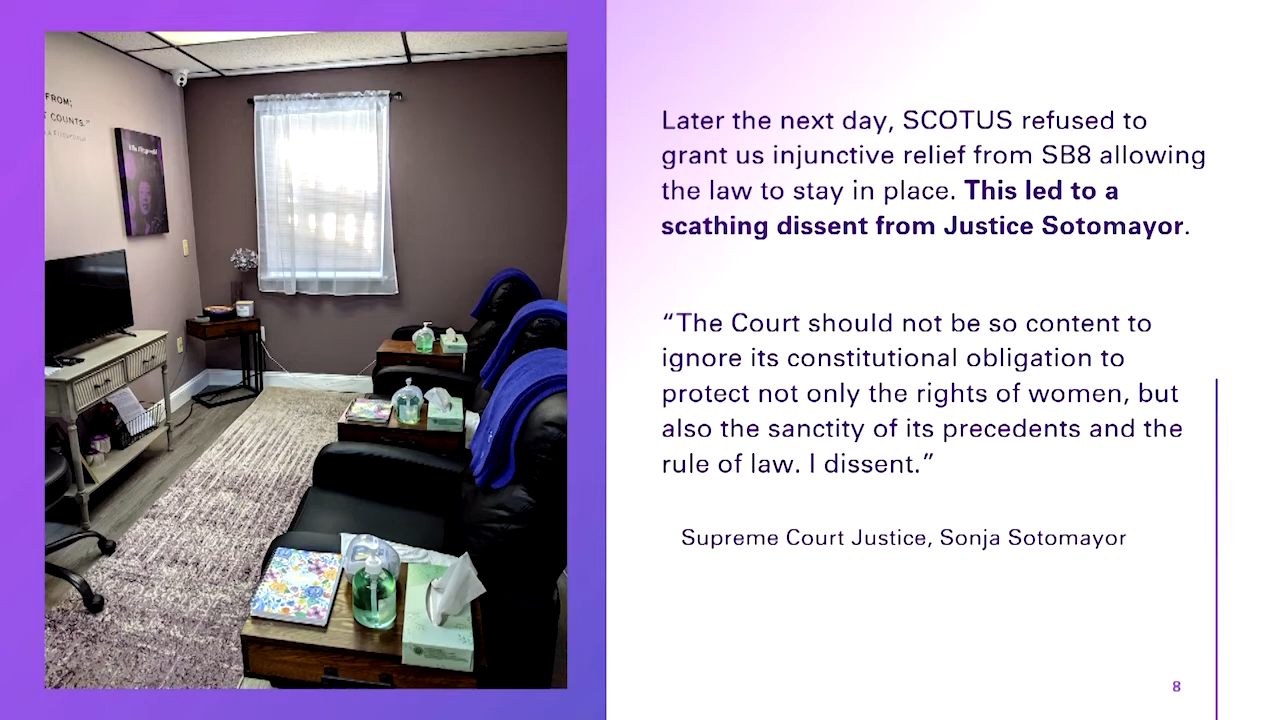 FROM;
T COUNTS."
Later the next day, SCOTUS refused to
grant us injunctive relief from SB8 allowing
the law to stay in place. This led to a
scathing dissent from Justice Sotomayor.
“The Court should not be so content to
ignore its constitutional obligation to
protect not only the rights of women, but
also the sanctity of its precedents and the
rule of law. I dissent.”
Supreme Court Justice, Sonja Sotomayor
8